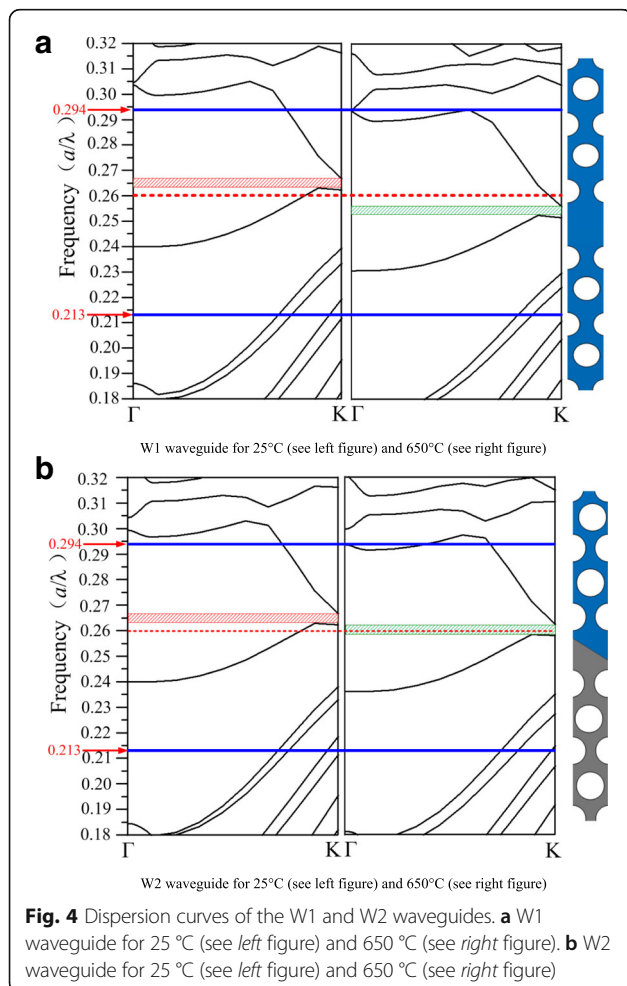 a
0.32
0.31
0.30
0.294
0.29
0.28
0.27
0.26
0.25
0.24
0.23
0.22
0.213
0.21
0.20
0.19
0.18
Frequency（a/λ）
Γ
K
Γ
K
W1 waveguide for 25°C (see left figure) and 650°C (see right figure)
b
0.32
0.31
0.30
0.294
0.29
0.28
0.27
0.26
0.25
0.24
0.23
0.22
0.213
0.21
0.20
0.19
0.18
Frequency（a/λ）
Γ
K
Γ
K
W2 waveguide for 25°C (see left figure) and 650°C (see right figure)
Fig. 4 Dispersion curves of the W1 and W2 waveguides. a W1
waveguide for 25 °C (see left figure) and 650 °C (see right figure). b W2
waveguide for 25 °C (see left figure) and 650 °C (see right figure)